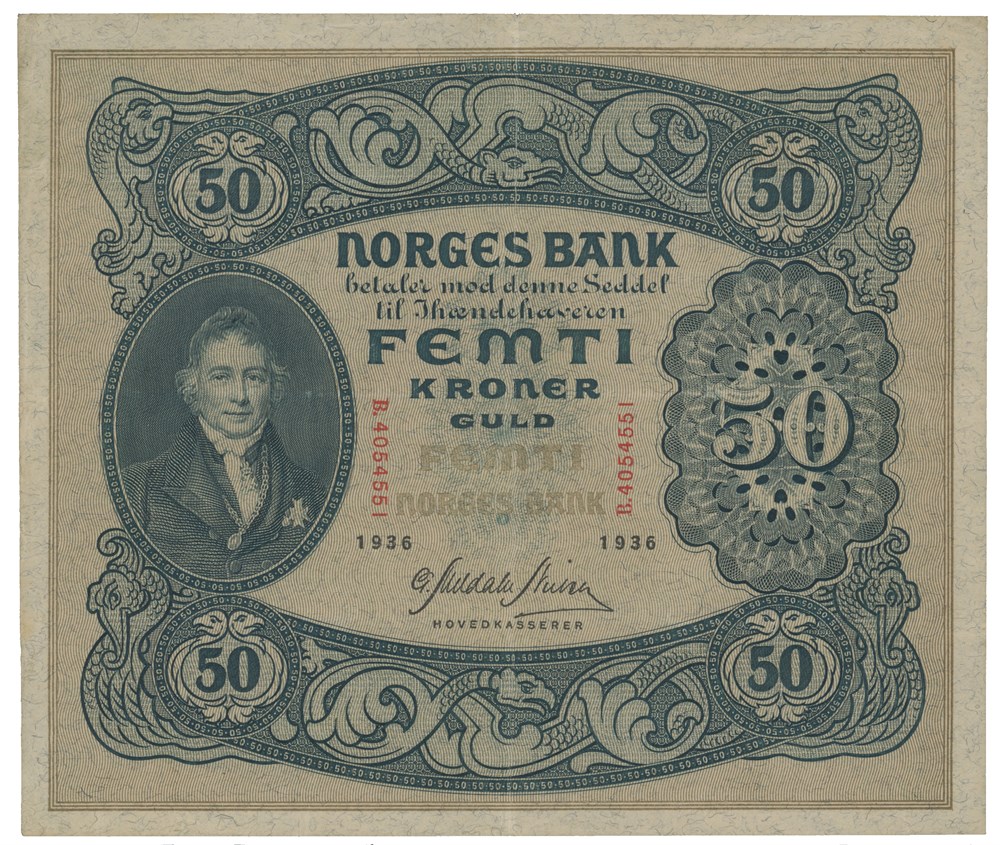 50
50
NORGES BANK
betaler mod denne Seddel
til Ihændehaveren
FEMTI
KRONER
GULD
B.4054551
B.4054551
50
FEMTI
NORGES BANK
1936
1936
HOVEDKASSERER
50
50